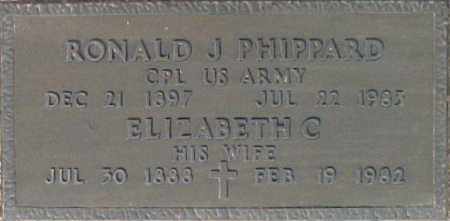 RONALD J PHIPPARD
CPL US ARMY
DEC 21 1897 JUL 22 1985
ELIZABETH C
HIS WIFE
JUL 30 1888 FEB 19 1982